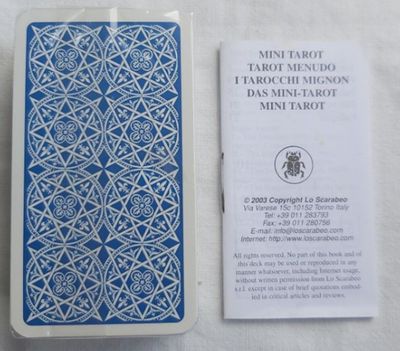 MINI TAROT
TAROT MENUDO
I TAROCCHI MIGNON
DAS MINI-TAROT
MINI TAROT
© 2003 Copyright Lo Scarabeo
Via Varese 15c 10152 Torino Italy
Tel: +39 011 283793
Fax: +39 011 280756
E-mail: info@loscarabeo.com
Internet: http://www.loscarabeo.com
All rights reserved. No part of this book and of
this deck may be used or reproduced in any
manner whatsoever, including Internet usage,
without written permission from Lo Scarabeo
s.r.l. except in case of brief quotations embod-
ied in critical articles and reviews.